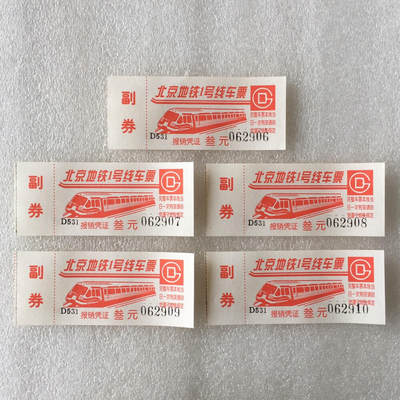 副
券
北京地铁1号线车票
D531
报销凭证
叁元
062906
副
券
北京地铁1号线车票
D531
报销凭证
叁元
062907
副
券
北京地铁1号线车票
D531
报销凭证
叁元
062908
副
券
北京地铁1号线车票
D531
报销凭证
叁元
062909
副
券
北京地铁1号线车票
D531
报销凭证
叁元
062910